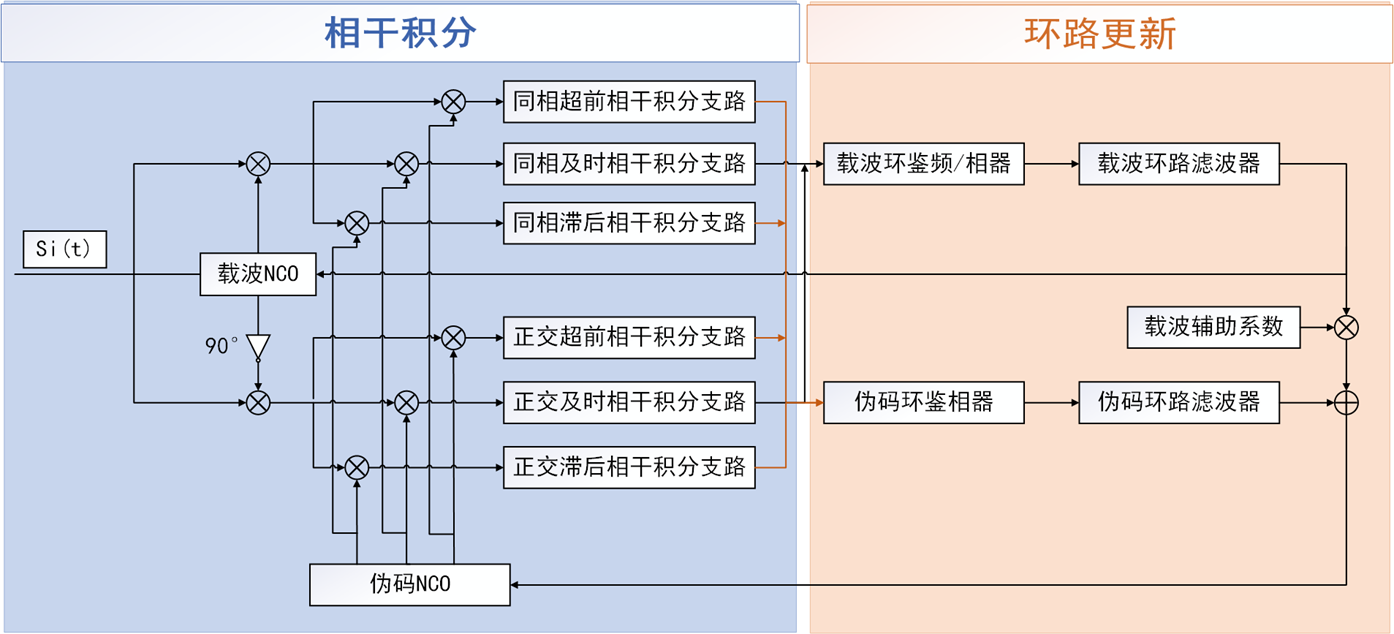 相干积分
环路更新
同相超前相干积分支路
同相及时相干积分支路
载波环鉴频/相器
载波环路滤波器
同相滞后相干积分支路
Si(t)
载波NCO
载波辅助系数
正交超前相干积分支路
90°
正交及时相干积分支路
伪码环鉴相器
伪码环路滤波器
正交滞后相干积分支路
伪码NCO